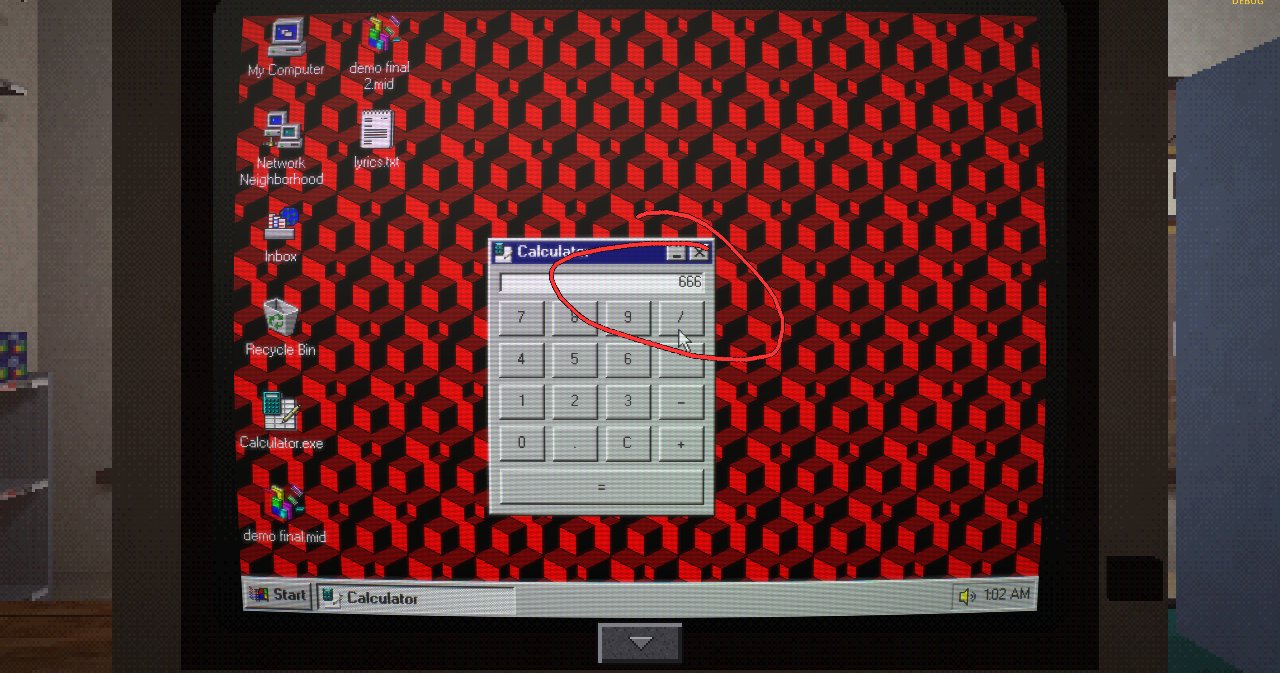 DEBUG
My Computer
demo final
2.mid
Network
Neighborhood
lyrics.txt
Inbox
Recycle Bin
Calculator.exe
demo final.mid
Calculator
666
7 8 9 /
4 5 6
1 2 3 -
0 . C +
=
Start
Calculator
1:02 AM